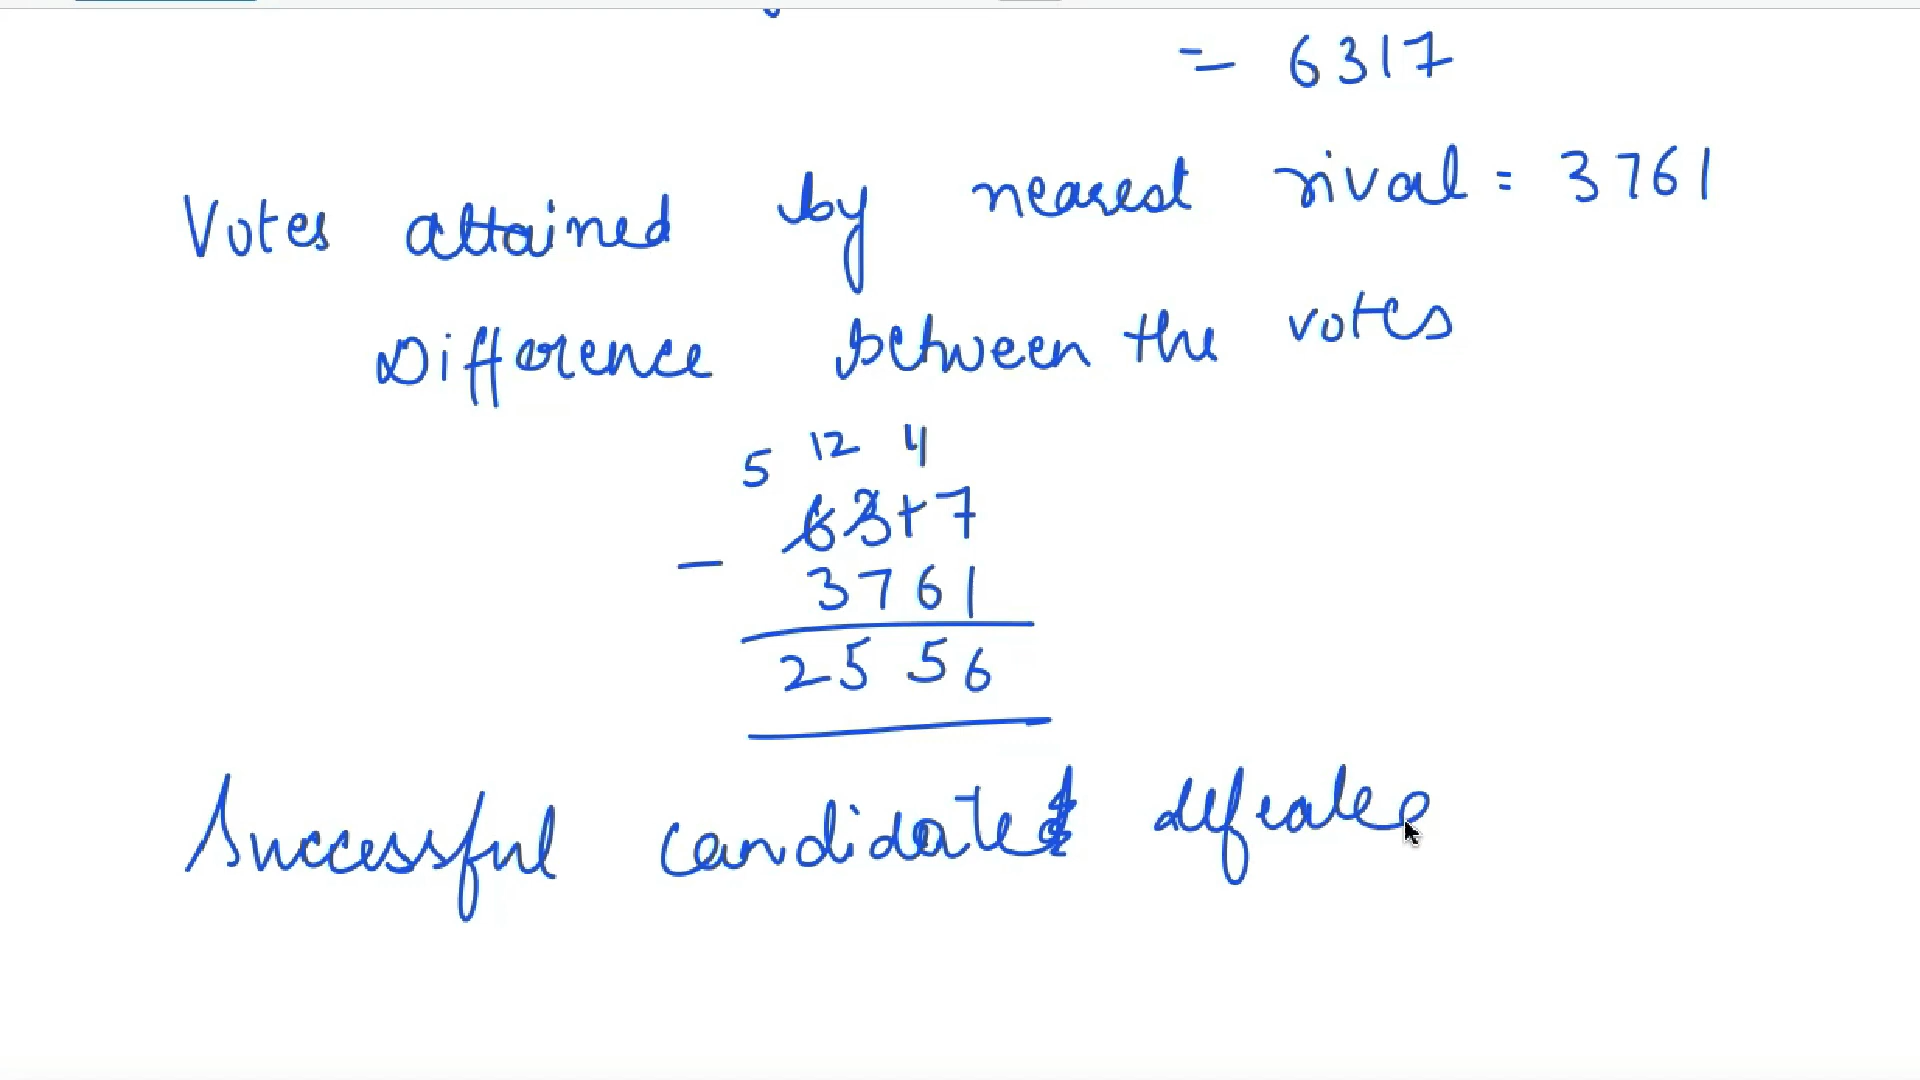 = 6317
Votes attained by nearest rival = 3761
Difference between the votes
5 12 4
6317
- 3761
2556
Successful candidate